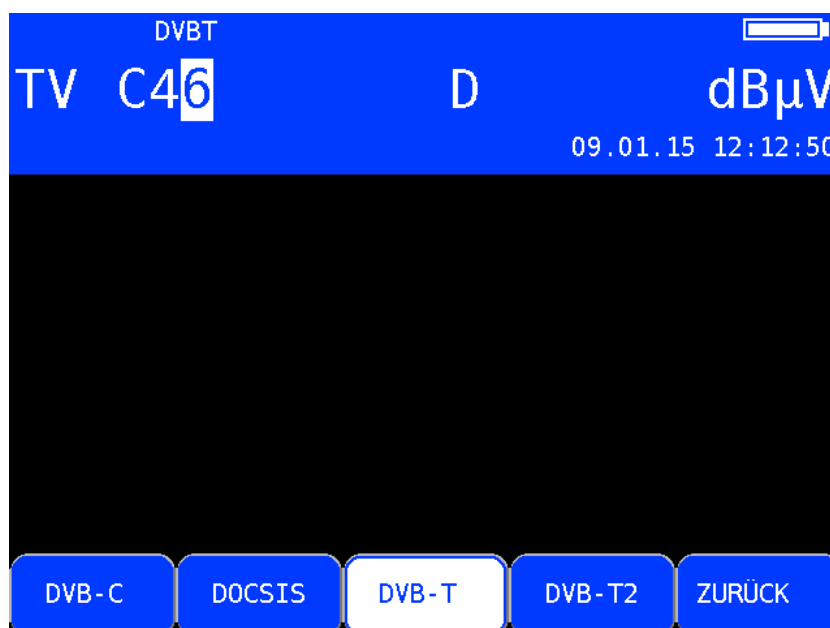 DVBT
TV C46 D dBµV
09.01.15 12:12:50
DVB-C DOCSIS DVB-T DVB-T2 ZURÜCK